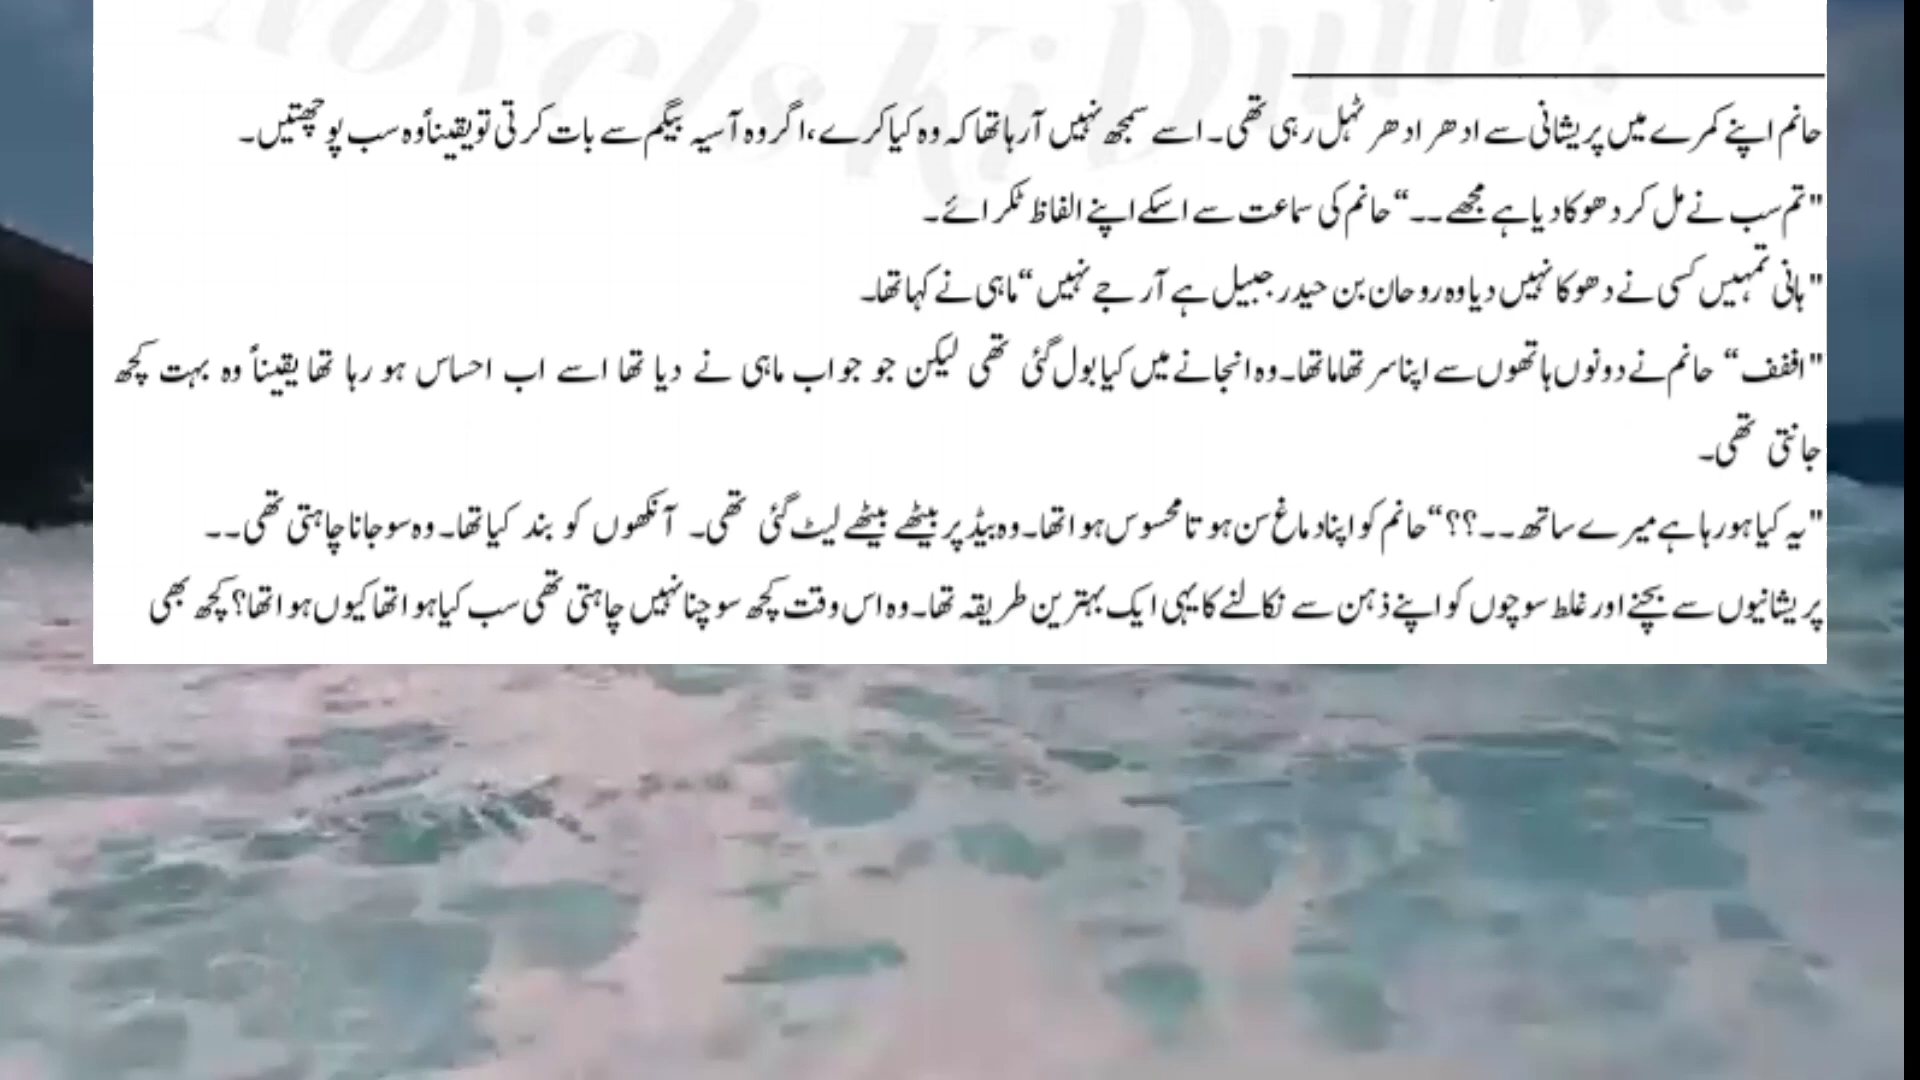 Novels Ki Duniya
حانم اپنے کمرے میں پریشانی سے ادھر ادھر ٹہل رہی تھی۔ اسے سمجھ نہیں آرہا تھا کہ وہ کیا کرے، اگر وہ آسیہ بیگم سے بات کرتی تو یقیناً وہ سب پوچھتیں۔
"تم سب نے مل کر دھوکا دیا ہے مجھے۔۔“ حانم کی سماعت سے اسکے اپنے الفاظ ٹکرائے۔
"ہانی تمہیں کسی نے دھوکا نہیں دیا وہ روحان بن حیدر جبیل ہے آر جے نہیں“ ماہی نے کہا تھا۔
"اففف“ حانم نے دونوں ہاتھوں سے اپنا سر تھاما تھا۔ وہ انجانے میں کیا بول گئی تھی لیکن جو جواب ماہی نے دیا تھا اسے اب احساس ہو رہا تھا یقیناً وہ بہت کچھ
جانتی تھی۔
"یہ کیا ہو رہا ہے میرے ساتھ۔۔۔؟؟“ حانم کو اپنا دماغ سن ہوتا محسوس ہوا تھا۔ وہ بیڈ پر بیٹھے بیٹھے لیٹ گئی تھی۔ آنکھوں کو بند کیا تھا۔ وہ سو جانا چاہتی تھی۔۔
پریشانیوں سے بچنے اور غلط سوچوں کو اپنے ذہن سے نکالنے کا یہی ایک بہترین طریقہ تھا۔ وہ اس وقت کچھ سوچنا نہیں چاہتی تھی سب کیا ہوا تھا کیوں ہوا تھا؟ کچھ بھی